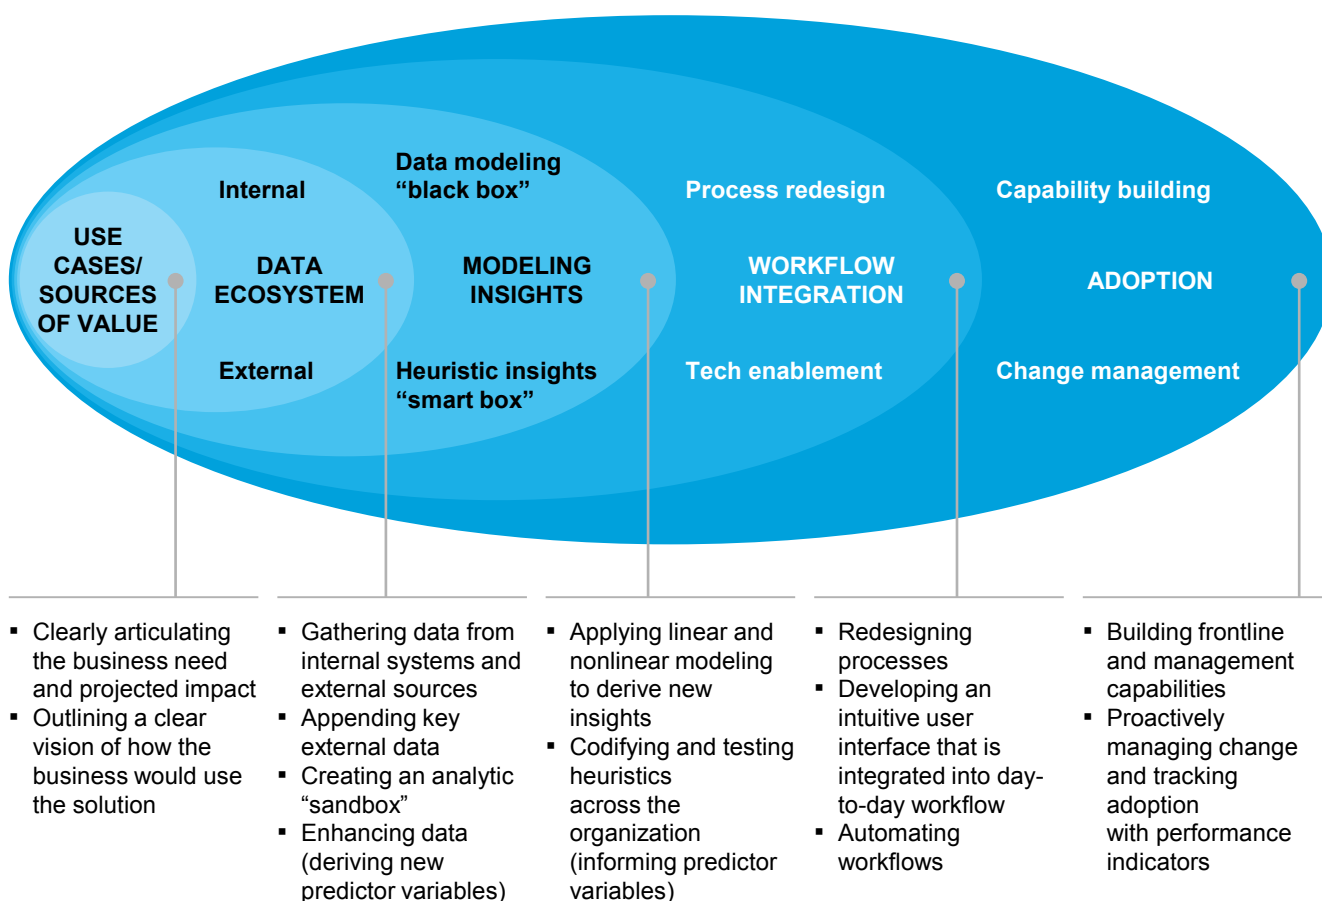 USE
CASES/
SOURCES
OF VALUE
Internal
DATA
ECOSYSTEM
External
Data modeling
“black box”
MODELING
INSIGHTS
Heuristic insights
“smart box”
Process redesign
WORKFLOW
INTEGRATION
Tech enablement
Capability building
ADOPTION
Change management
▪ Clearly articulating
the business need
and projected impact
▪ Outlining a clear
vision of how the
business would use
the solution
▪ Gathering data from
internal systems and
external sources
▪ Appending key
external data
▪ Creating an analytic
“sandbox”
▪ Enhancing data
(deriving new
predictor variables)
▪ Applying linear and
nonlinear modeling
to derive new
insights
▪ Codifying and testing
heuristics
across the
organization
(informing predictor
variables)
▪ Redesigning
processes
▪ Developing an
intuitive user
interface that is
integrated into day-
to-day workflow
▪ Automating
workflows
▪ Building frontline
and management
capabilities
▪ Proactively
managing change
and tracking
adoption
with performance
indicators